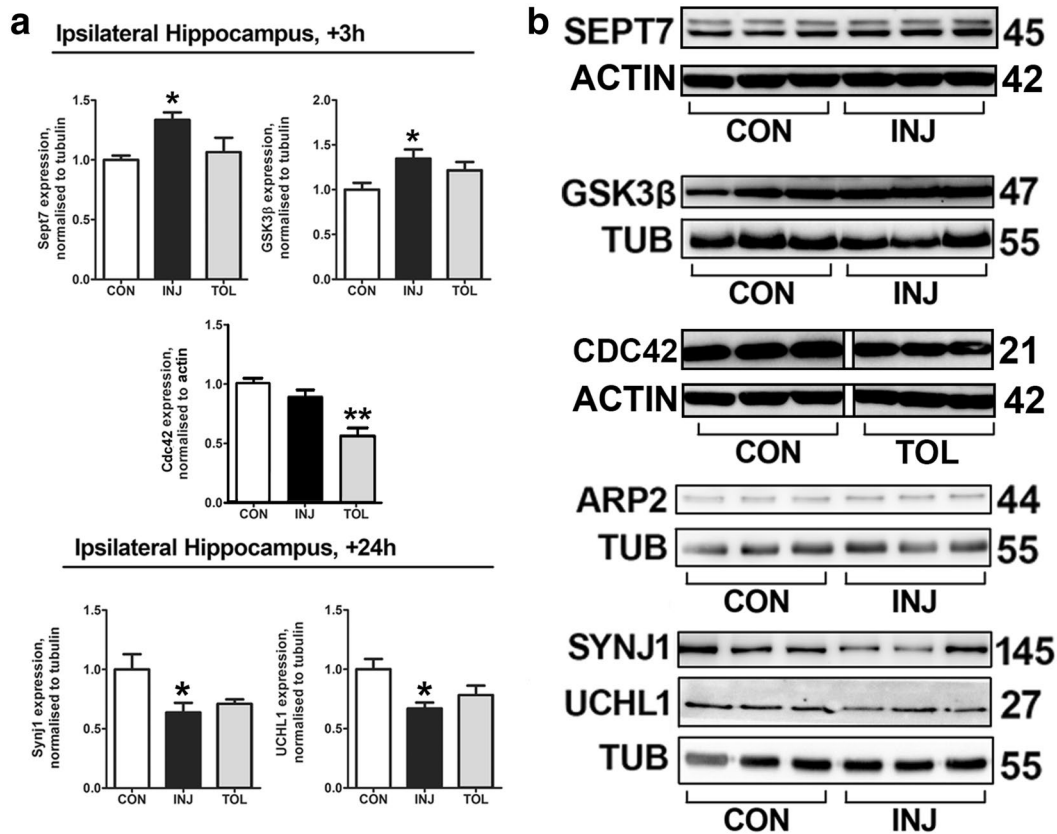 a
Ipsilateral Hippocampus, +3h
Sept7 expression,
normalised to tubulin
1.5
1.0
0.5
0.0
*
CON INJ TOL
GSK3β expression,
normalised to tubulin
2.0
1.5
1.0
0.5
0.0
*
CON INJ TOL
Cdc42 expression,
normalised to actin
1.5
1.0
0.5
0.0
**
CON INJ TOL
Ipsilateral Hippocampus, +24h
Synj1 expression,
normalised to tubulin
1.5
1.0
0.5
0.0
*
CON INJ TOL
UCHL1 expression,
normalised to tubulin
1.5
1.0
0.5
0.0
*
CON INJ TOL
b
SEPT7 45
ACTIN 42
CON INJ
GSK3β 47
TUB 55
CON INJ
CDC42 21
ACTIN 42
CON TOL
ARP2 44
TUB 55
CON INJ
SYNJ1 145
UCHL1 27
TUB 55
CON INJ